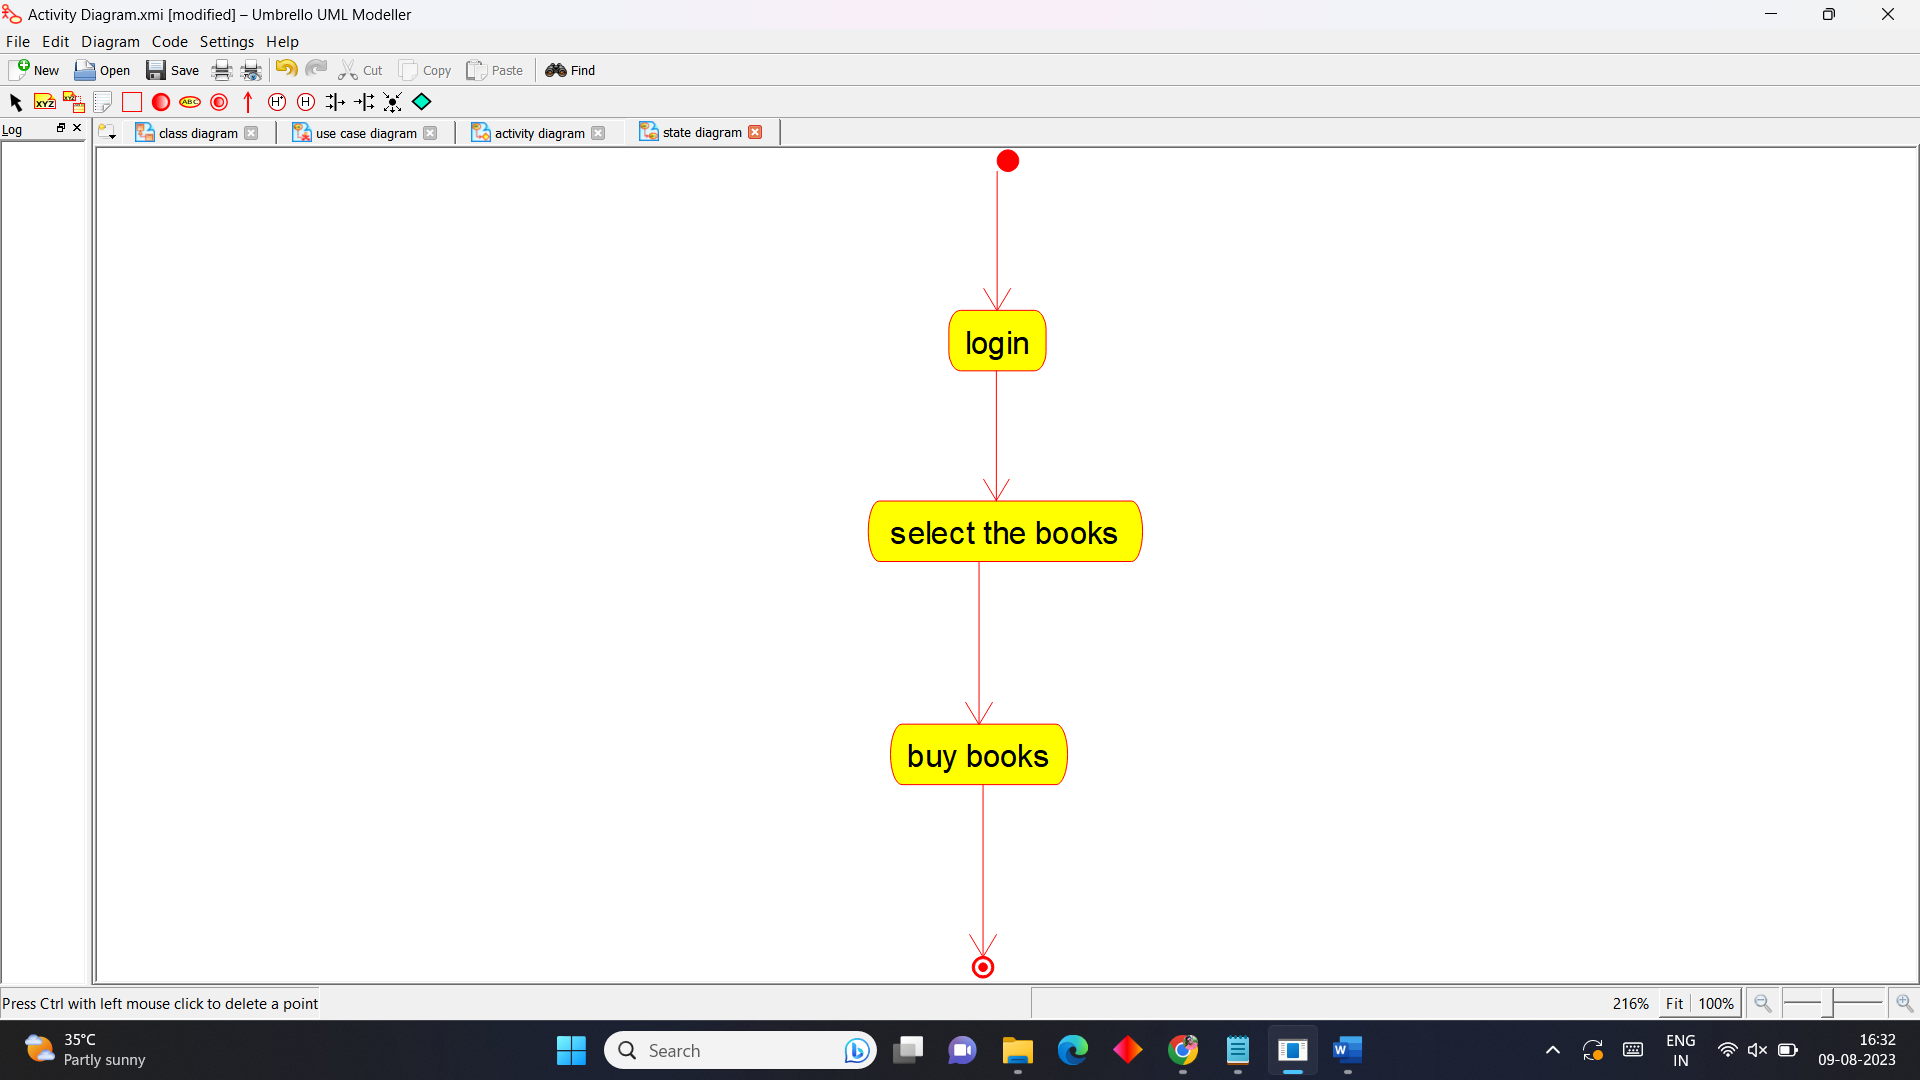 Activity Diagram.xmi [modified] – Umbrello UML Modeller
File Edit Diagram Code Settings Help
New Open Save Cut Copy Paste Find
XYZ XYZ ABC H* H
Log class diagram use case diagram activity diagram state diagram
login
select the books
buy books
Press Ctrl with left mouse click to delete a point 216% Fit 100%
35°C
Partly sunny
Search
W
ENG
IN
16:32
09-08-2023